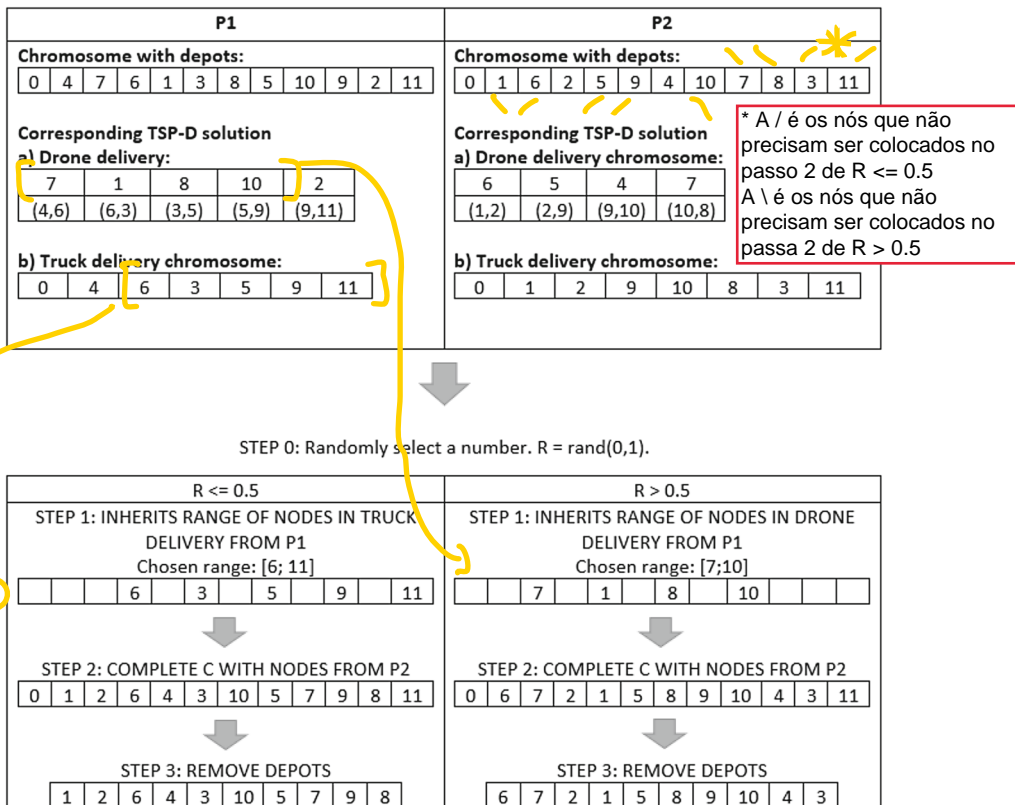 P1
Chromosome with depots:
0 4 7 6 1 3 8 5 10 9 2 11
Corresponding TSP-D solution
a) Drone delivery:
7 1 8 10 2
(4,6) (6,3) (3,5) (5,9) (9,11)
b) Truck delivery chromosome:
0 4 6 3 5 9 11
P2
Chromosome with depots:
0 1 6 2 5 9 4 10 7 8 3 11
Corresponding TSP-D solution
a) Drone delivery chromosome:
6 5 4 7
(1,2) (2,9) (9,10) (10,8)
b) Truck delivery chromosome:
0 1 2 9 10 8 3 11
* A / é os nós que não
precisam ser colocados no
passo 2 de R <= 0.5
A \ é os nós que não
precisam ser colocados no
passa 2 de R > 0.5
STEP 0: Randomly select a number. R = rand(0,1).
R <= 0.5
STEP 1: INHERITS RANGE OF NODES IN TRUCK
DELIVERY FROM P1
Chosen range: [6; 11]
6 3 5 9 11
STEP 2: COMPLETE C WITH NODES FROM P2
0 1 2 6 4 3 10 5 7 9 8 11
STEP 3: REMOVE DEPOTS
1 2 6 4 3 10 5 7 9 8
R > 0.5
STEP 1: INHERITS RANGE OF NODES IN DRONE
DELIVERY FROM P1
Chosen range: [7;10]
7 1 8 10
STEP 2: COMPLETE C WITH NODES FROM P2
0 6 7 2 1 5 8 9 10 4 3 11
STEP 3: REMOVE DEPOTS
6 7 2 1 5 8 9 10 4 3